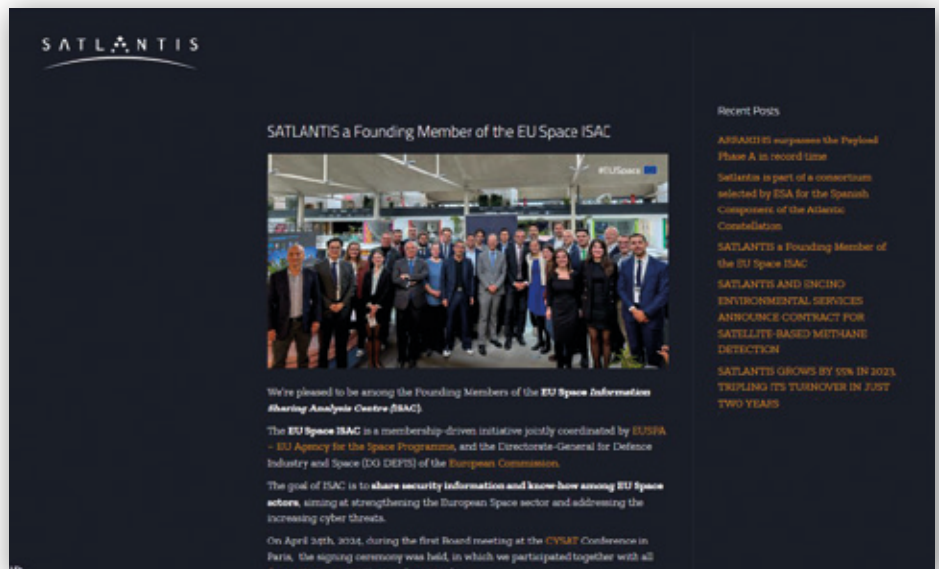 SATLANTIS
SATLANTIS a Founding Member of the EU Space ISAC
#EUSpace
We're pleased to be among the Founding Members of the EU Space Information
Sharing Analysis Centre (ISAC).
The EU Space ISAC is a membership-driven initiative jointly coordinated by EUSPA
– EU Agency for the Space Programme, and the Directorate-General for Defence
Industry and Space (DG DEFIS) of the European Commission.
The goal of ISAC is to share security information and know-how among EU Space
actors, aiming at strengthening the European Space sector and addressing the
increasing cyber threats.
On April 24th, 2024, during the first Board meeting at the CYSAT Conference in
Paris, the signing ceremony was held, in which we participated together with all
Recent Posts
ARRAKIHS surpasses the Payload
Phase A in record time
Satlantis is part of a consortium
selected by ESA for the Spanish
Component of the Atlantic
Constellation
SATLANTIS a Founding Member of
the EU Space ISAC
SATLANTIS AND ENCINO
ENVIRONMENTAL SERVICES
ANNOUNCE CONTRACT FOR
SATELLITE-BASED METHANE
DETECTION
SATLANTIS GROWS BY 55% IN 2023,
TRIPLING ITS TURNOVER IN JUST
TWO YEARS